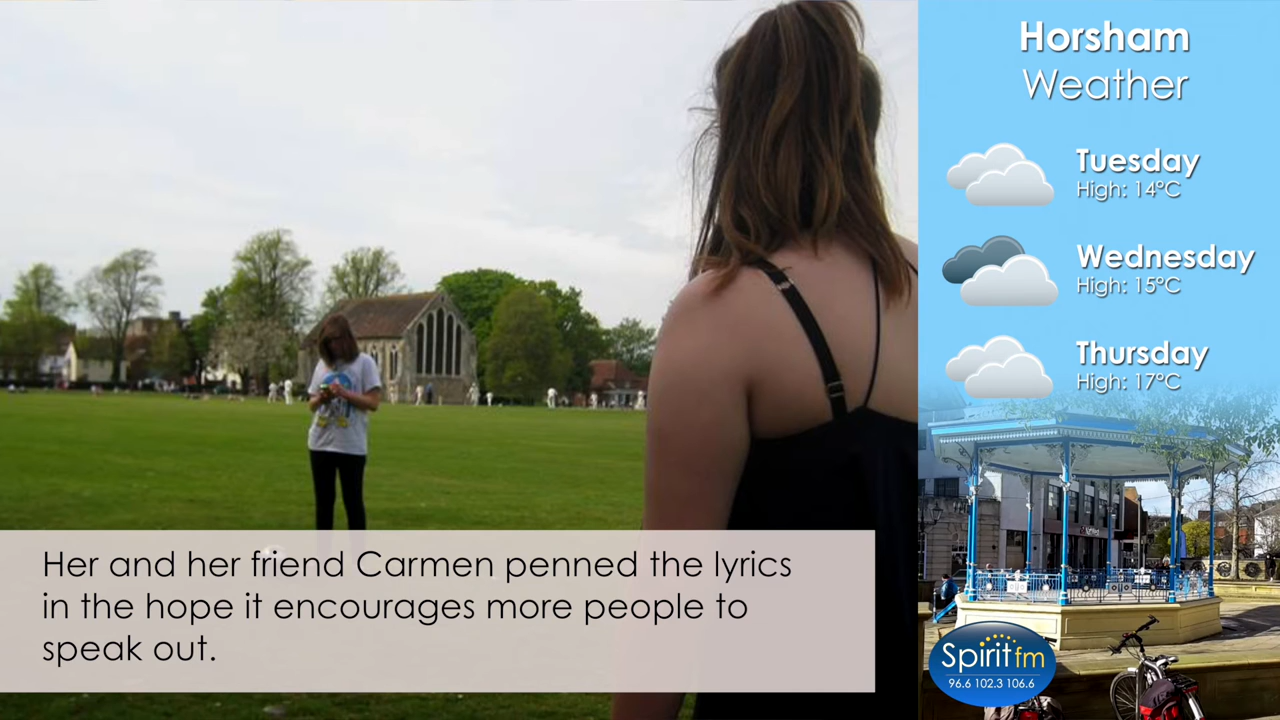 Horsham
Weather
Tuesday
High: 14°C
Wednesday
High: 15°C
Thursday
High: 17°C
Her and her friend Carmen penned the lyrics
in the hope it encourages more people to
speak out.
Spirit fm
96.6 102.3 106.6